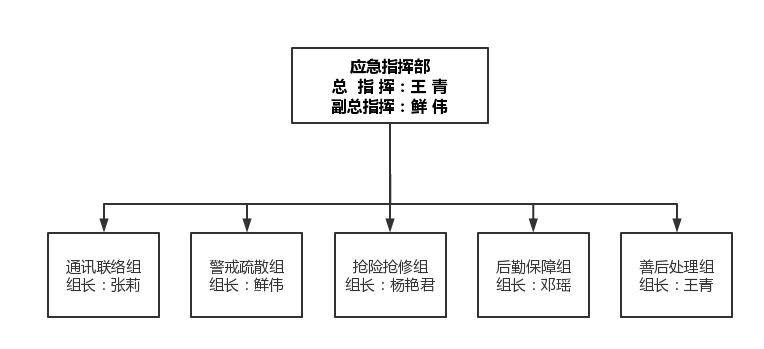 应急指挥部
总 指 挥：王 青
副总指挥：鲜 伟
通讯联络组
组长：张莉
警戒疏散组
组长：鲜伟
抢险抢修组
组长：杨艳君
后勤保障组
组长：邓瑶
善后处理组
组长：王青